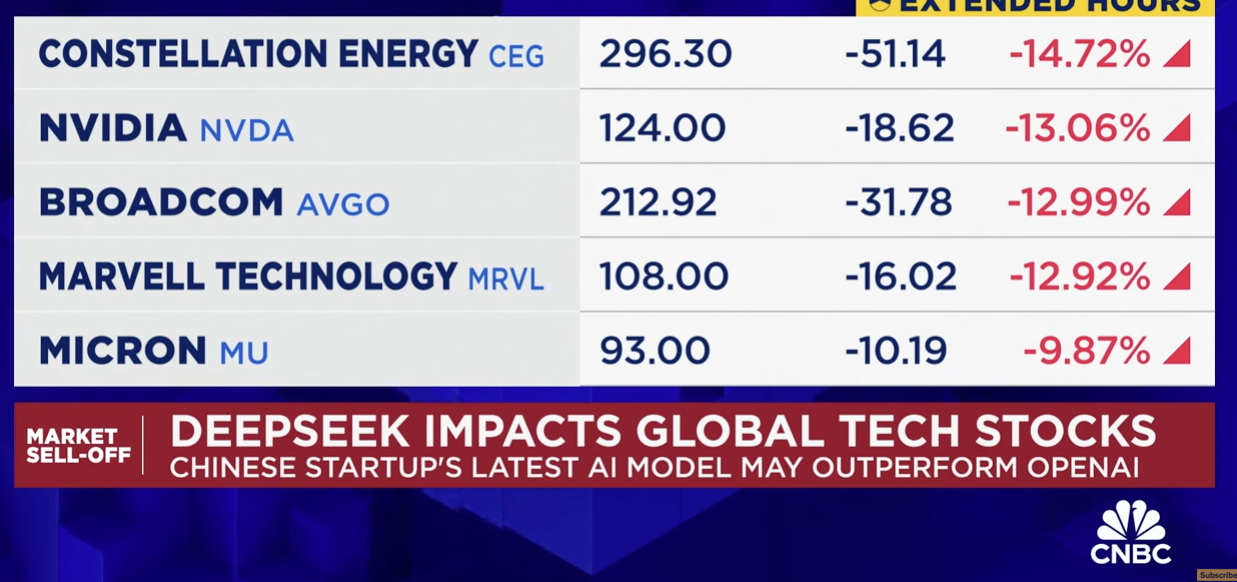 EXTENDED HOURS
CONSTELLATION ENERGY CEG 296.30 -51.14 -14.72%
NVIDIA NVDA 124.00 -18.62 -13.06%
BROADCOM AVGO 212.92 -31.78 -12.99%
MARVELL TECHNOLOGY MRVL 108.00 -16.02 -12.92%
MICRON MU 93.00 -10.19 -9.87%
MARKET
SELL-OFF
DEEPSEEK IMPACTS GLOBAL TECH STOCKS
CHINESE STARTUP'S LATEST AI MODEL MAY OUTPERFORM OPENAI
CNBC
Subscribe